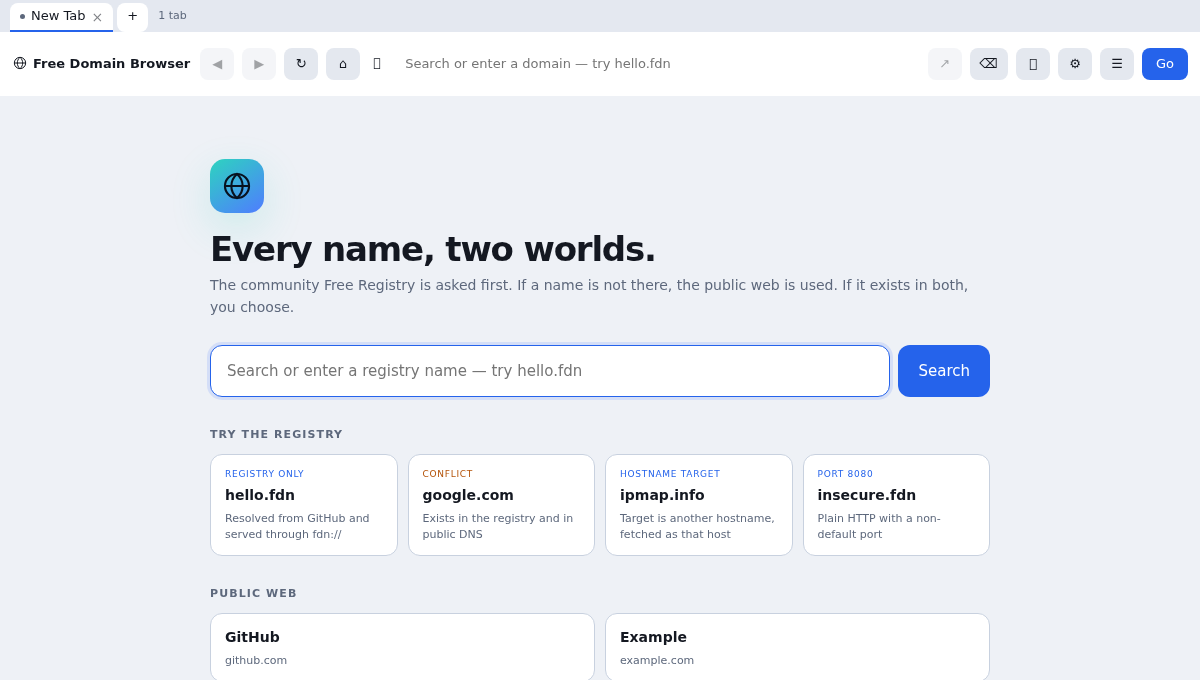 New Tab ×
+
1 tab
Free Domain Browser
Search or enter a domain — try hello.fdn
Go
Every name, two worlds.
The community Free Registry is asked first. If a name is not there, the public web is used. If it exists in both,
you choose.
Search or enter a registry name — try hello.fdn
Search
TRY THE REGISTRY
REGISTRY ONLY
hello.fdn
Resolved from GitHub and
served through fdn://
CONFLICT
google.com
Exists in the registry and in
public DNS
HOSTNAME TARGET
ipmap.info
Target is another hostname,
fetched as that host
PORT 8080
insecure.fdn
Plain HTTP with a non-
default port
PUBLIC WEB
GitHub
github.com
Example
example.com